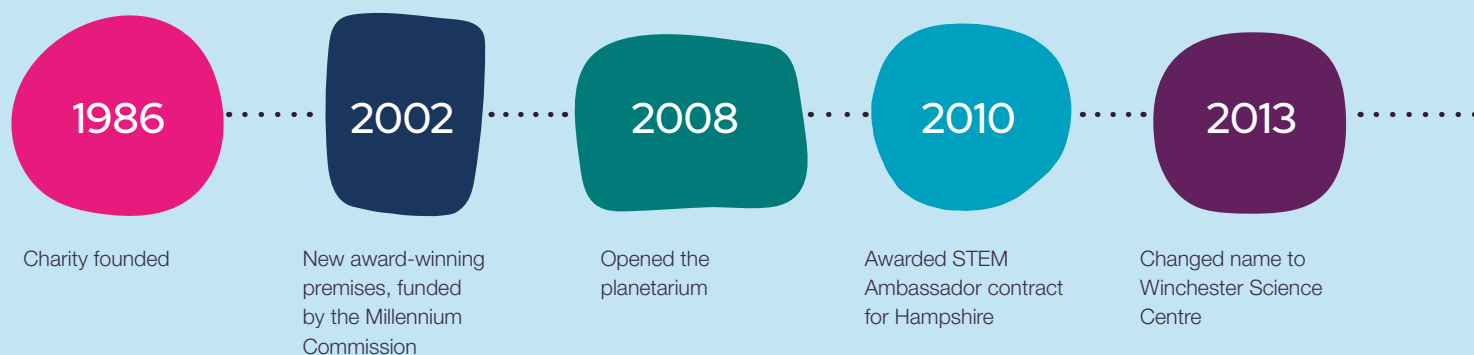 1986
2002
2008
2010
2013
Charity founded
New award-winning
premises, funded
by the Millennium
Commission
Opened the
planetarium
Awarded STEM
Ambassador contract
for Hampshire
Changed name to
Winchester Science
Centre